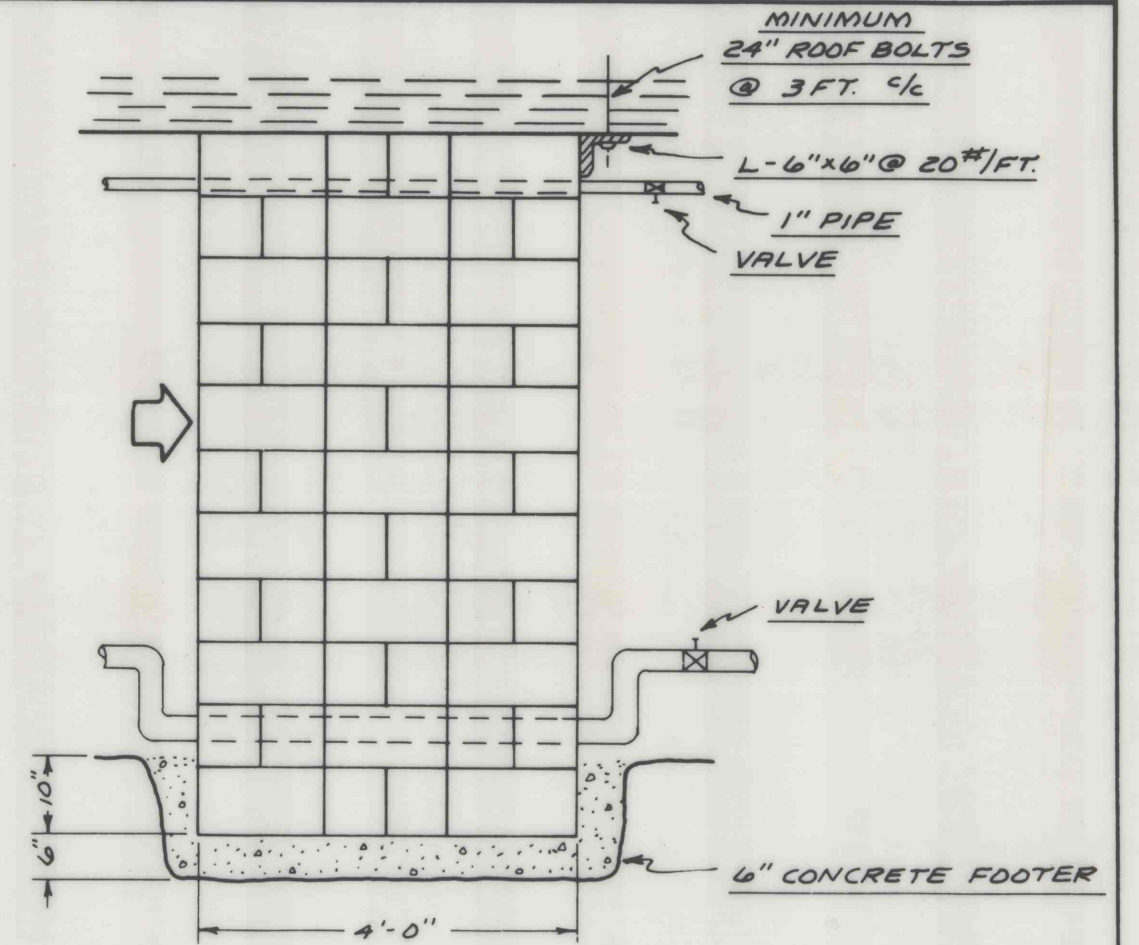 MINIMUM
24" ROOF BOLTS
@ 3 FT. c/c
L-6"x6"@ 20#/FT.
1" PIPE
VALVE
VALVE
10"
6"
6" CONCRETE FOOTER
4'-0"